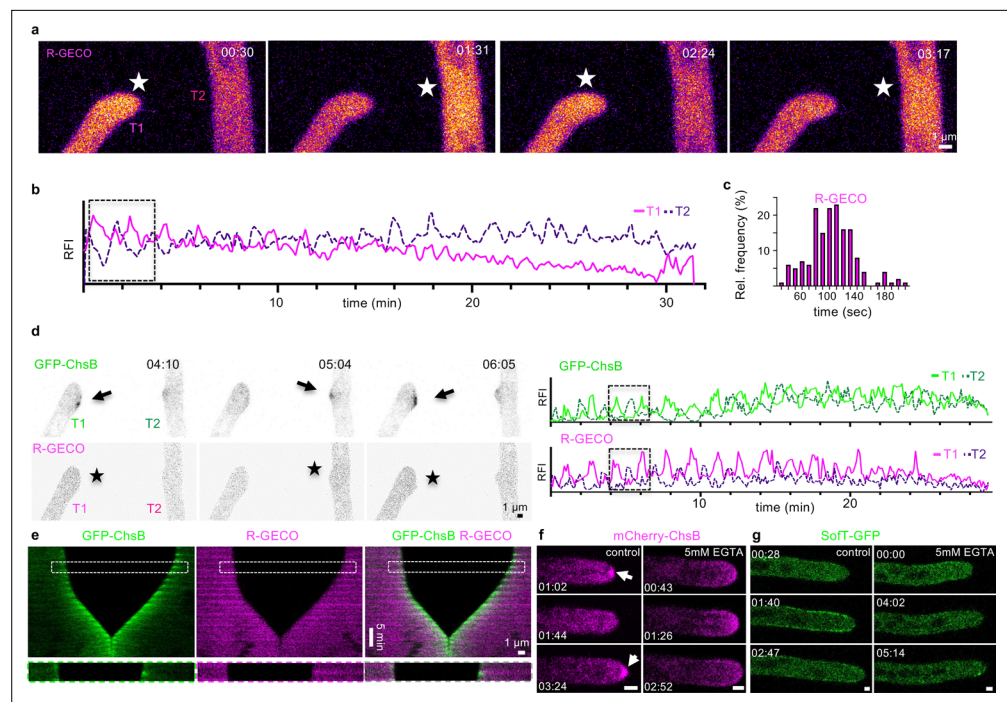 a
R-GECO
00:30
01:31
02:24
03:17
T1
T2
1 µm
b
T1 T2
RFI
10 20 30
time (min)
c
R-GECO
Rel. frequency (%)
20
10
60 100 140 180
time (sec)
d
GFP-ChsB
04:10
05:04
06:05
T1
T2
R-GECO
T1
T2
1 µm
GFP-ChsB
T1 T2
RFI
R-GECO
T1 T2
RFI
10 20
time (min)
e
GFP-ChsB
R-GECO
GFP-ChsB R-GECO
5 min
1 µm
f
mCherry-ChsB
control
5mM EGTA
01:02
00:43
01:44
01:26
03:24
02:52
g
SofT-GFP
00:28
control
00:00
5mM EGTA
01:40
04:02
02:47
05:14